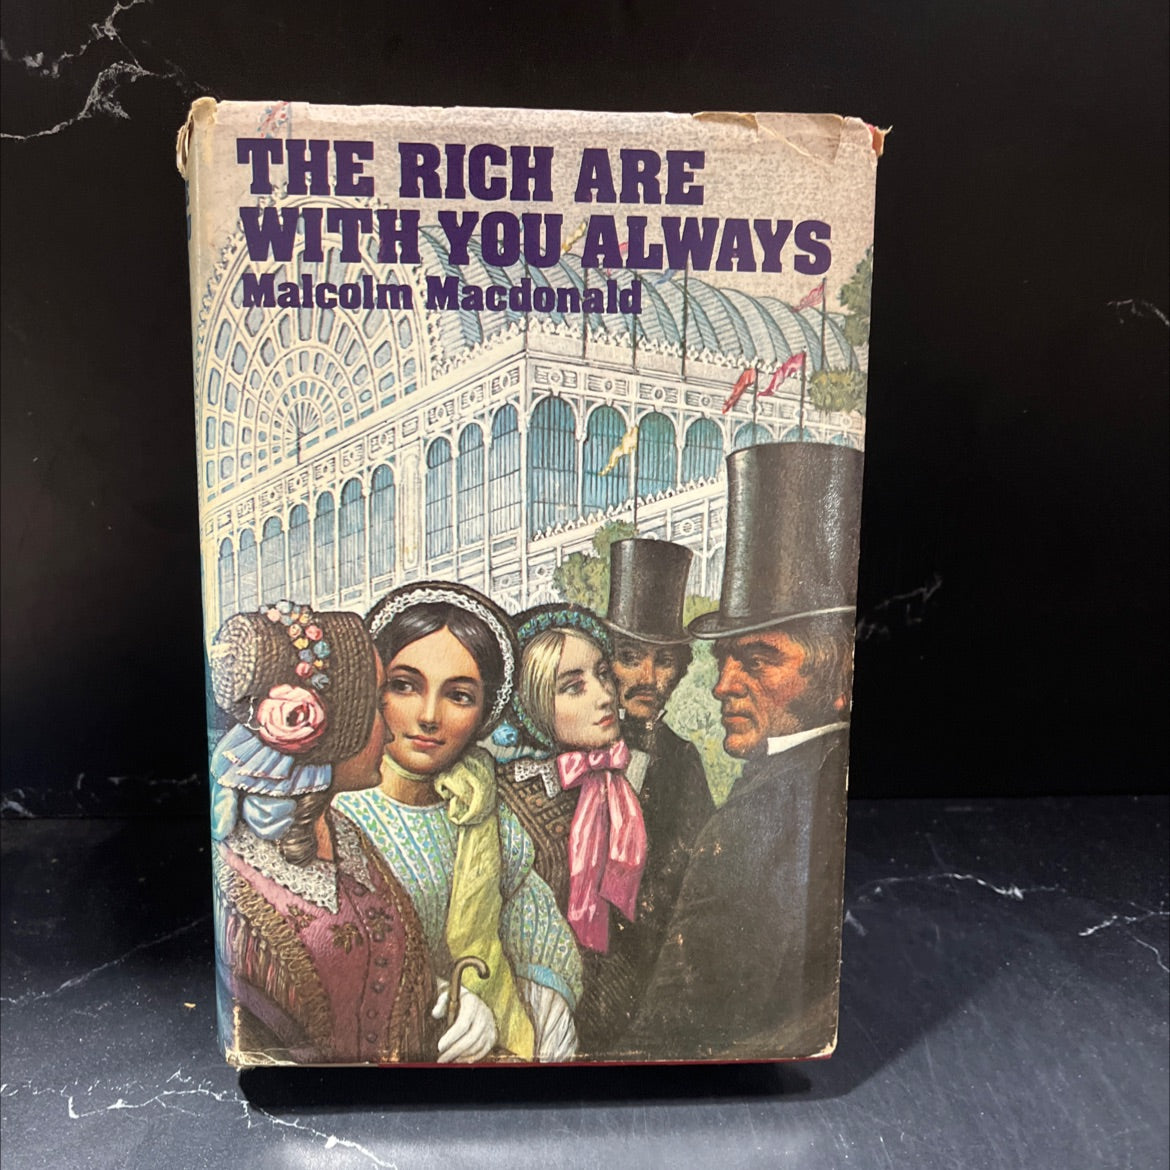 THE RICH ARE
WITH YOU ALWAYS
Malcolm Macdonald